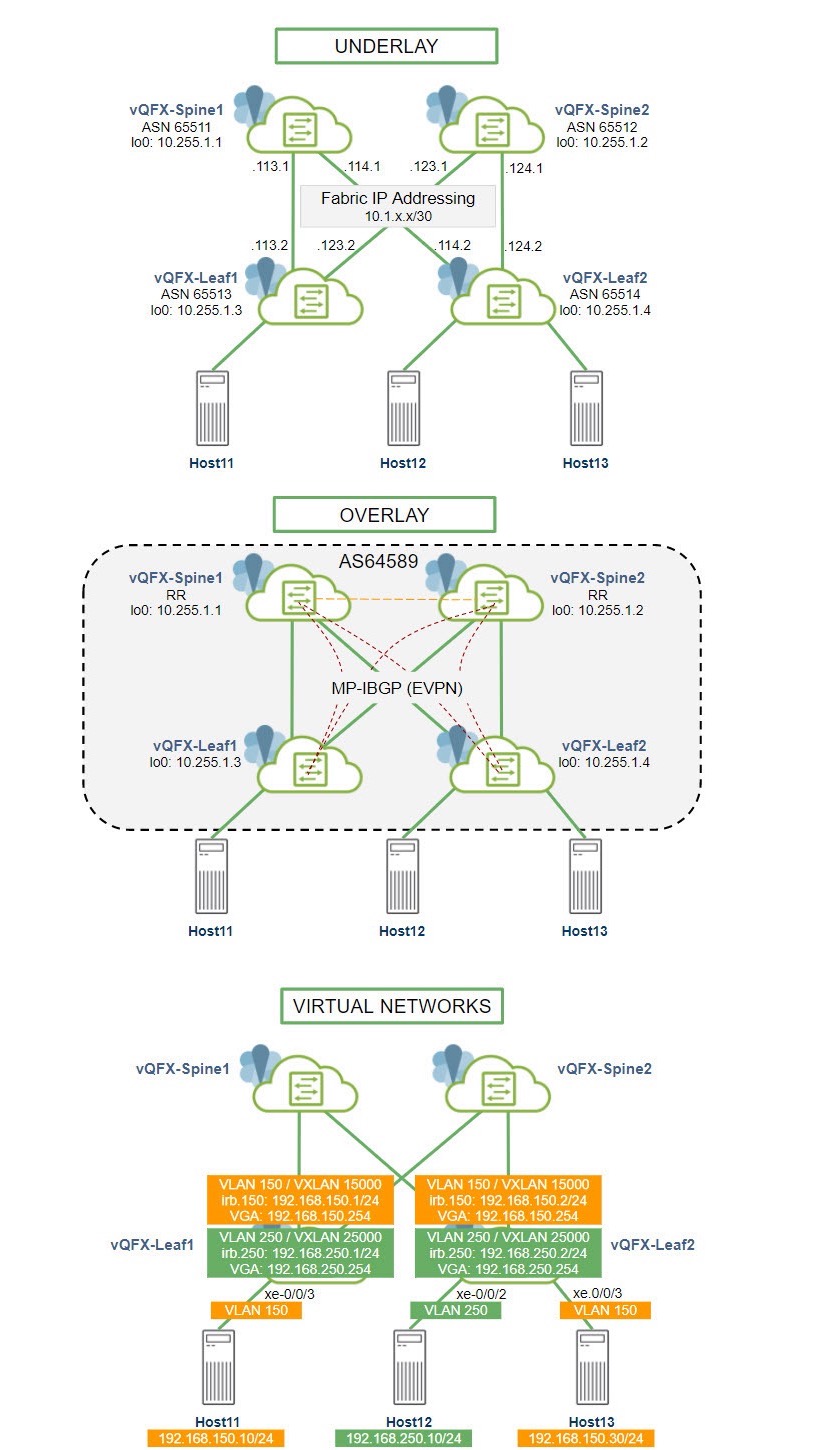 UNDERLAY
vQFX-Spine1
ASN 65511
lo0: 10.255.1.1
vQFX-Spine2
ASN 65512
lo0: 10.255.1.2
.113.1
.114.1
.123.1
.124.1
Fabric IP Addressing
10.1.x.x/30
.113.2
.123.2
.114.2
.124.2
vQFX-Leaf1
ASN 65513
lo0: 10.255.1.3
vQFX-Leaf2
ASN 65514
lo0: 10.255.1.4
Host11
Host12
Host13
OVERLAY
AS64589
vQFX-Spine1
RR
lo0: 10.255.1.1
vQFX-Spine2
RR
lo0: 10.255.1.2
MP-IBGP (EVPN)
vQFX-Leaf1
lo0: 10.255.1.3
vQFX-Leaf2
lo0: 10.255.1.4
Host11
Host12
Host13
VIRTUAL NETWORKS
vQFX-Spine1
vQFX-Spine2
VLAN 150 / VXLAN 15000
irb.150: 192.168.150.1/24
VGA: 192.168.150.254
VLAN 150 / VXLAN 15000
irb.150: 192.168.150.2/24
VGA: 192.168.150.254
vQFX-Leaf1
VLAN 250 / VXLAN 25000
irb.250: 192.168.250.1/24
VGA: 192.168.250.254
VLAN 250 / VXLAN 25000
irb.250: 192.168.250.2/24
VGA: 192.168.250.254
vQFX-Leaf2
xe-0/0/3
xe-0/0/2
xe.0/0/3
VLAN 150
VLAN 250
VLAN 150
Host11
Host12
Host13
192.168.150.10/24
192.168.250.10/24
192.168.150.30/24